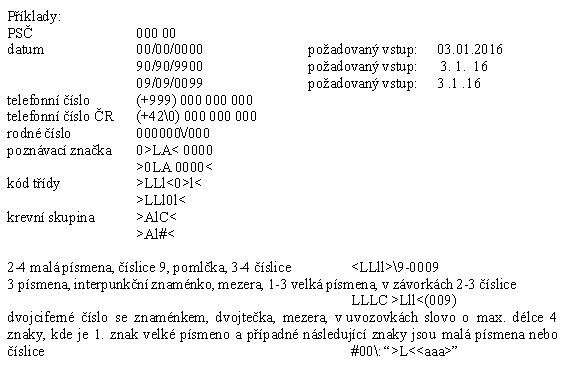 Příklady:
PSČ 000 00
datum 00/00/0000 požadovaný vstup: 03.01.2016
90/90/9900 požadovaný vstup: 3. 1. 16
09/09/0099 požadovaný vstup: 3 .1 .16
telefonní číslo (+999) 000 000 000
telefonní číslo ČR (+42\0) 000 000 000
rodné číslo 000000\/000
poznávací značka 0>LA< 0000
>0LA 0000<
kód třídy >LLl<0>l<
>LLl0l<
krevní skupina >AlC<
>Al#<
2-4 malá písmena, číslice 9, pomlčka, 3-4 číslice <LLll>\9-0009
3 písmena, interpunkční znaménko, mezera, 1-3 velká písmena, v závorkách 2-3 číslice
LLLC >Lll<(009)
dvojciferné číslo se znaménkem, dvojtečka, mezera, v uvozovkách slovo o max. délce 4
znaky, kde je 1. znak velké písmeno a případné následující znaky jsou malá písmena nebo
číslice #00\: “>L<<aaa>”